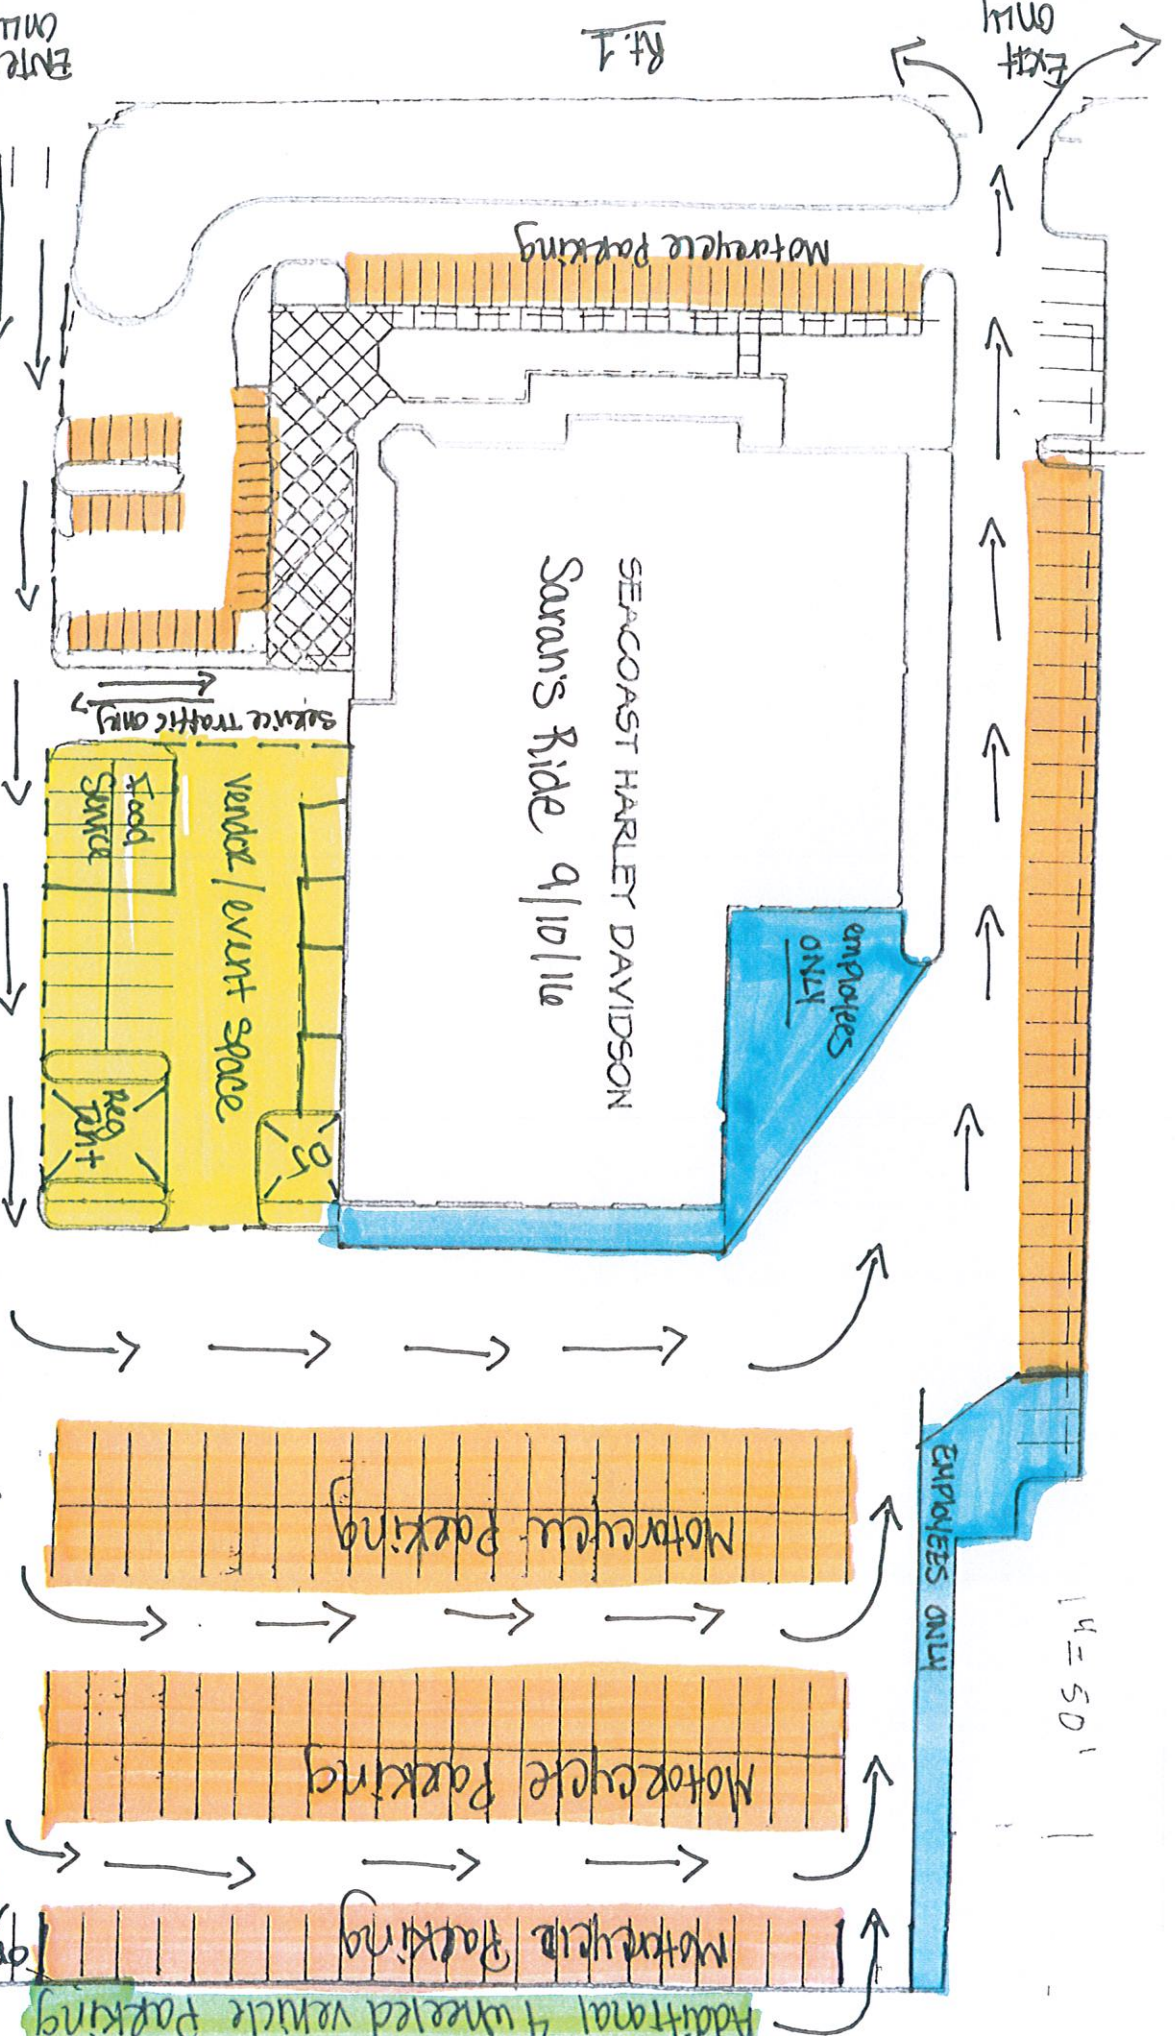 ENTE
ONLY
Rt. 1
Exit
ONLY
Motorcycle Parking
SEACOAST HARLEY DAVIDSON
Sarah's Ride 9/10/16
Service Traffic only
Food
Service
vendor/event space
Reg
Tent
DJ
employees
ONLY
EMPLOYEES ONLY
1" = 50'
Motorcycle Parking
Motorcycle Parking
Motorcycle Parking
Additional 4 wheeled vehicle Parking